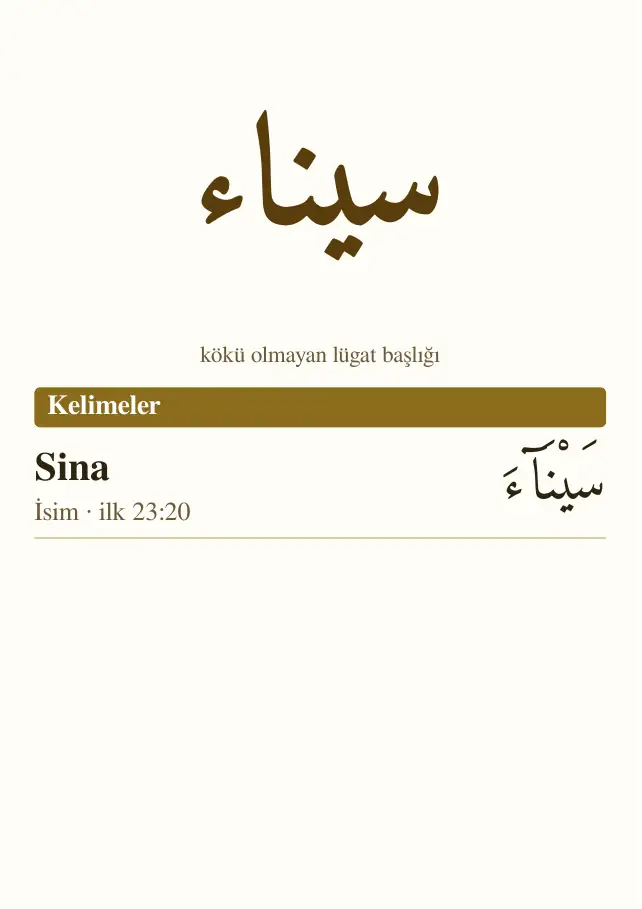 سيناء
kökü olmayan lügat başlığı
Kelimeler
Sina
سَيْنَآءَ
İsim · ilk 23:20